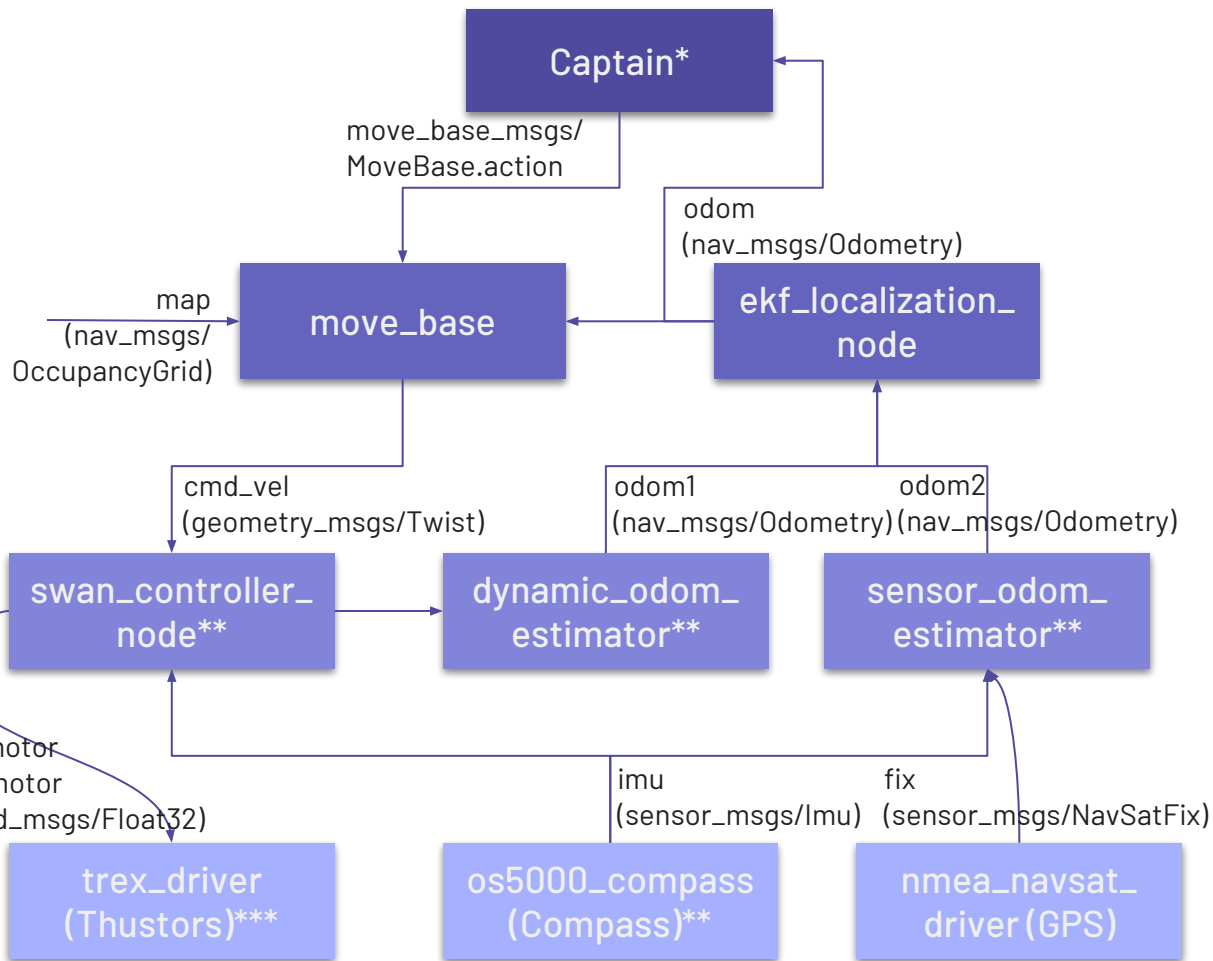 Captain*
move_base_msgs/
MoveBase.action
odom
(nav_msgs/Odometry)
map
(nav_msgs/
OccupancyGrid)
move_base
ekf_localization_
node
cmd_vel
(geometry_msgs/Twist)
odom1
(nav_msgs/Odometry)
odom2
(nav_msgs/Odometry)
swan_controller_
node**
dynamic_odom_
estimator**
sensor_odom_
estimator**
motor
motor
d_msgs/Float32)
imu
(sensor_msgs/Imu)
fix
(sensor_msgs/NavSatFix)
trex_driver
(Thustors)***
os5000_compass
(Compass)**
nmea_navsat_
driver (GPS)